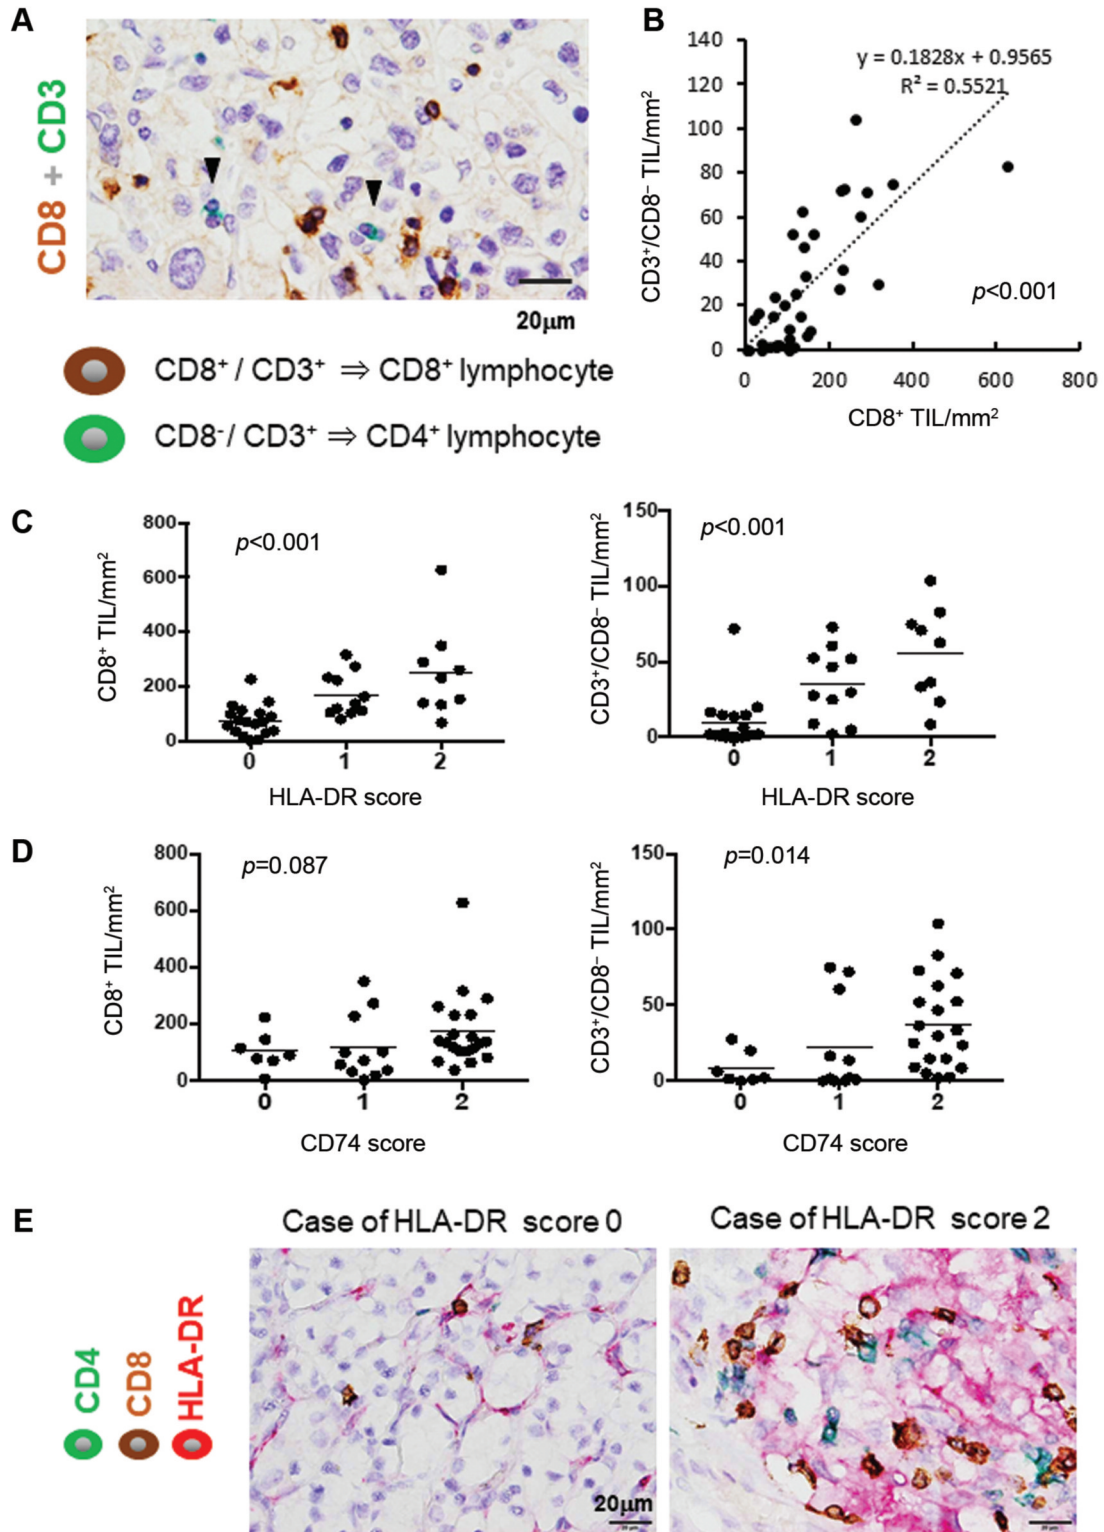 A
CD8 + CD3
20μm
CD8⁺ / CD3⁺ ⇒ CD8⁺ lymphocyte
CD8⁻/ CD3⁺ ⇒ CD4⁺ lymphocyte
B
CD3⁺/CD8⁻ TIL/mm²
140
120
100
80
60
40
20
0
y = 0.1828x + 0.9565
R² = 0.5521
p<0.001
0 200 400 600 800
CD8⁺ TIL/mm²
C
CD8⁺ TIL/mm²
800
600
400
200
0
p<0.001
0 1 2
HLA-DR score
CD3⁺/CD8⁻ TIL/mm²
150
100
50
0
p<0.001
0 1 2
HLA-DR score
D
CD8⁺ TIL/mm²
800
600
400
200
0
p=0.087
0 1 2
CD74 score
CD3⁺/CD8⁻ TIL/mm²
150
100
50
0
p=0.014
0 1 2
CD74 score
E
CD4
CD8
HLA-DR
Case of HLA-DR score 0
20μm
Case of HLA-DR score 2